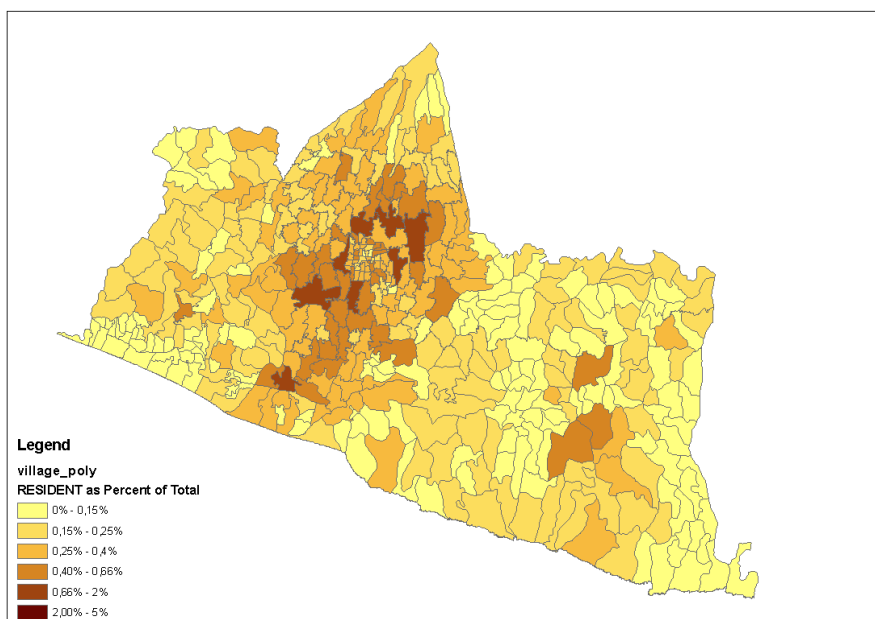 Legend
village_poly
RESIDENT as Percent of Total
0% - 0,15%
0,15% - 0,25%
0,25% - 0,4%
0,40% - 0,66%
0,66% - 2%
2,00% - 5%